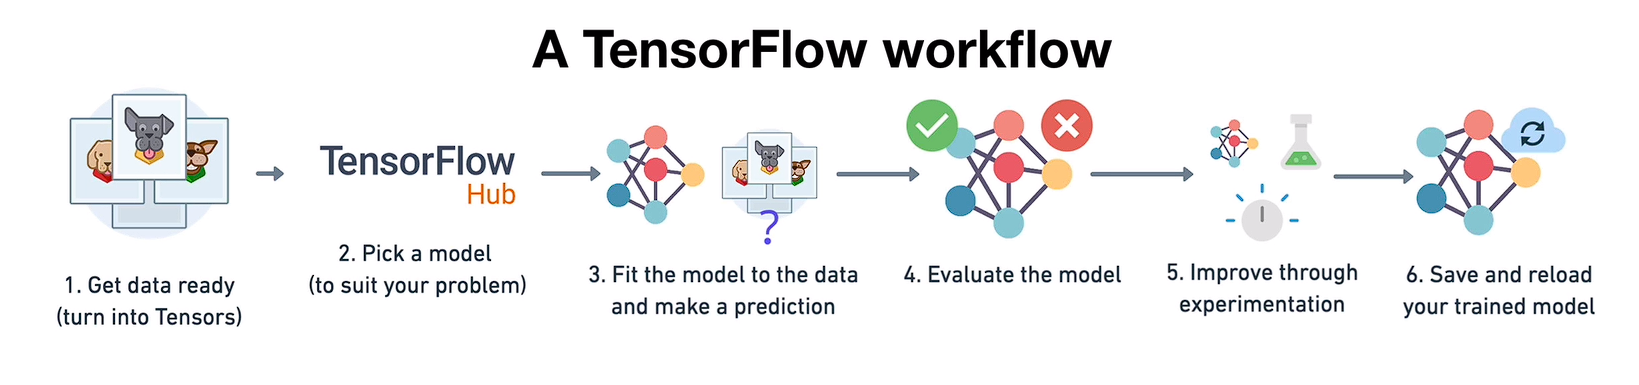 A TensorFlow workflow
TensorFlow
Hub
?
1. Get data ready
(turn into Tensors)
2. Pick a model
(to suit your problem)
3. Fit the model to the data
and make a prediction
4. Evaluate the model
5. Improve through
experimentation
6. Save and reload
your trained model